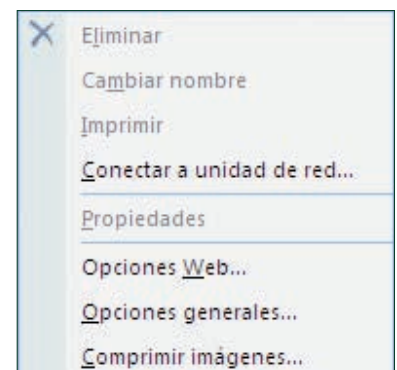 Eliminar
Cambiar nombre
Imprimir
Conectar a unidad de red...
Propiedades
Opciones Web...
Opciones generales...
Comprimir imágenes...